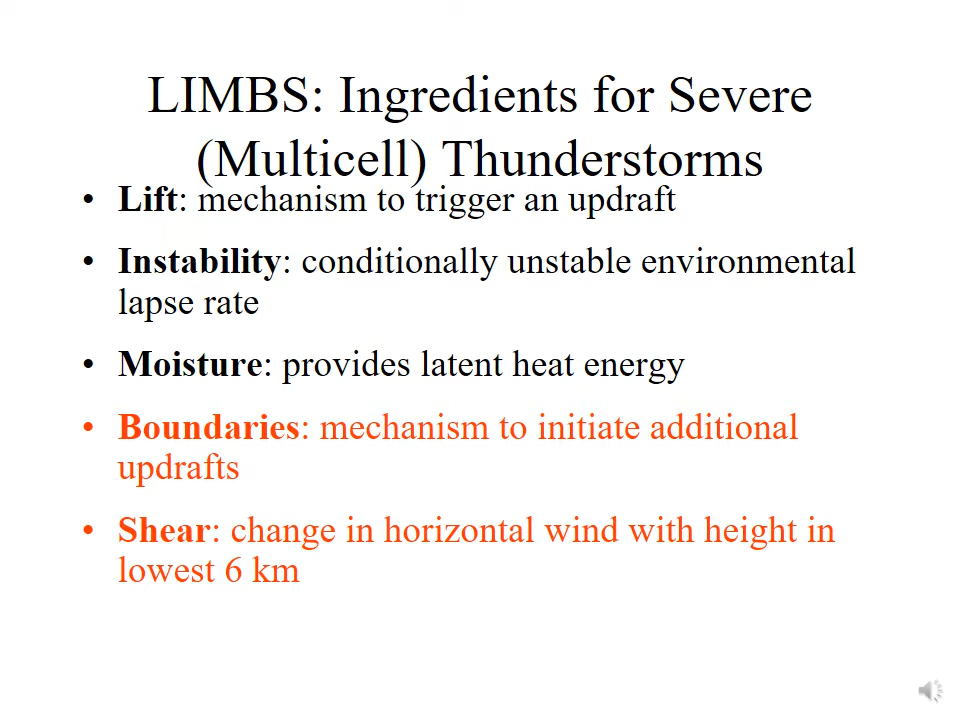 LIMBS: Ingredients for Severe
(Multicell) Thunderstorms
• Lift: mechanism to trigger an updraft
• Instability: conditionally unstable environmental
lapse rate
• Moisture: provides latent heat energy
• Boundaries: mechanism to initiate additional
updrafts
• Shear: change in horizontal wind with height in
lowest 6 km